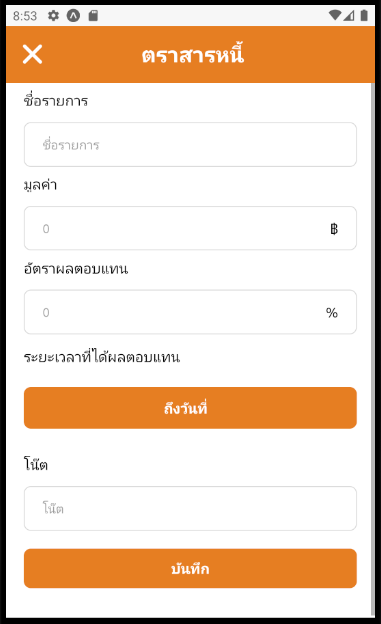 8:53
ตราสารหนี้
ชื่อรายการ
ชื่อรายการ
มูลค่า
0 ฿
อัตราผลตอบแทน
0 %
ระยะเวลาที่ได้ผลตอบแทน
ถึงวันที่
โน๊ต
โน๊ต
บันทึก